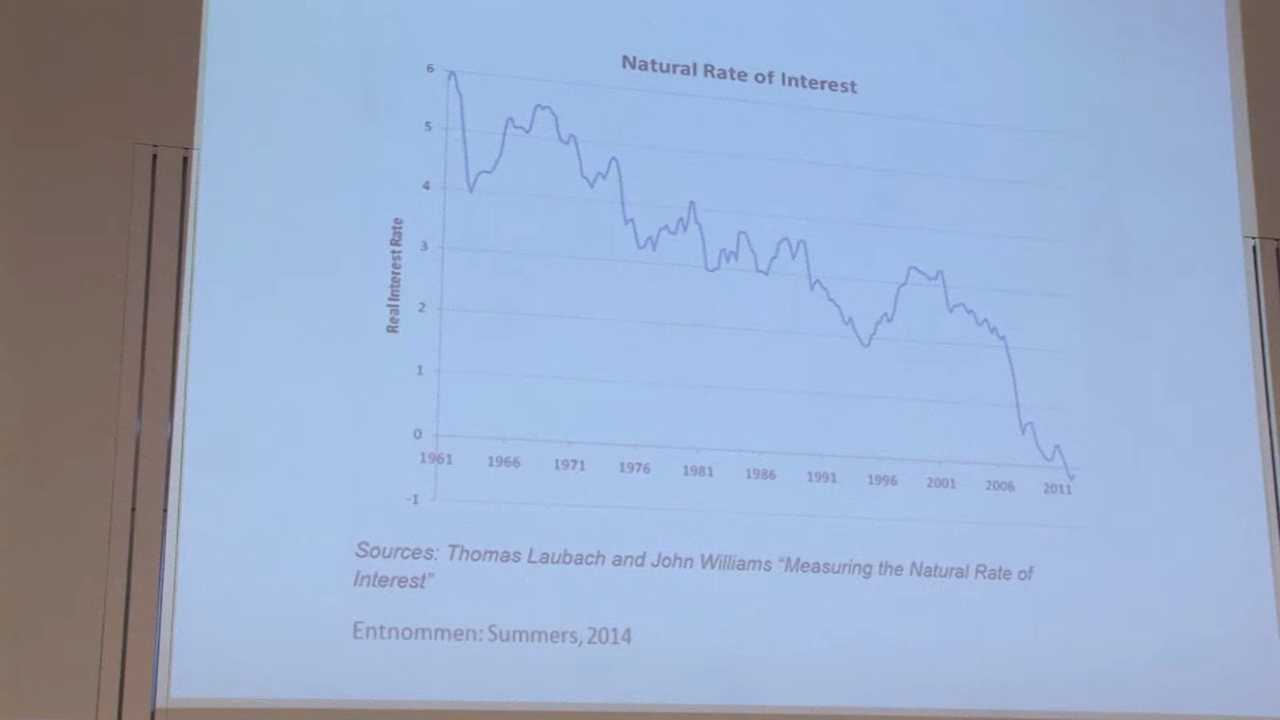 Natural Rate of Interest
6
5
4
3
2
1
0
-1
Real Interest Rate
1961 1966 1971 1976 1981 1986 1991 1996 2001 2006 2011
Sources: Thomas Laubach and John Williams “Measuring the Natural Rate of
Interest”
Entnommen: Summers, 2014